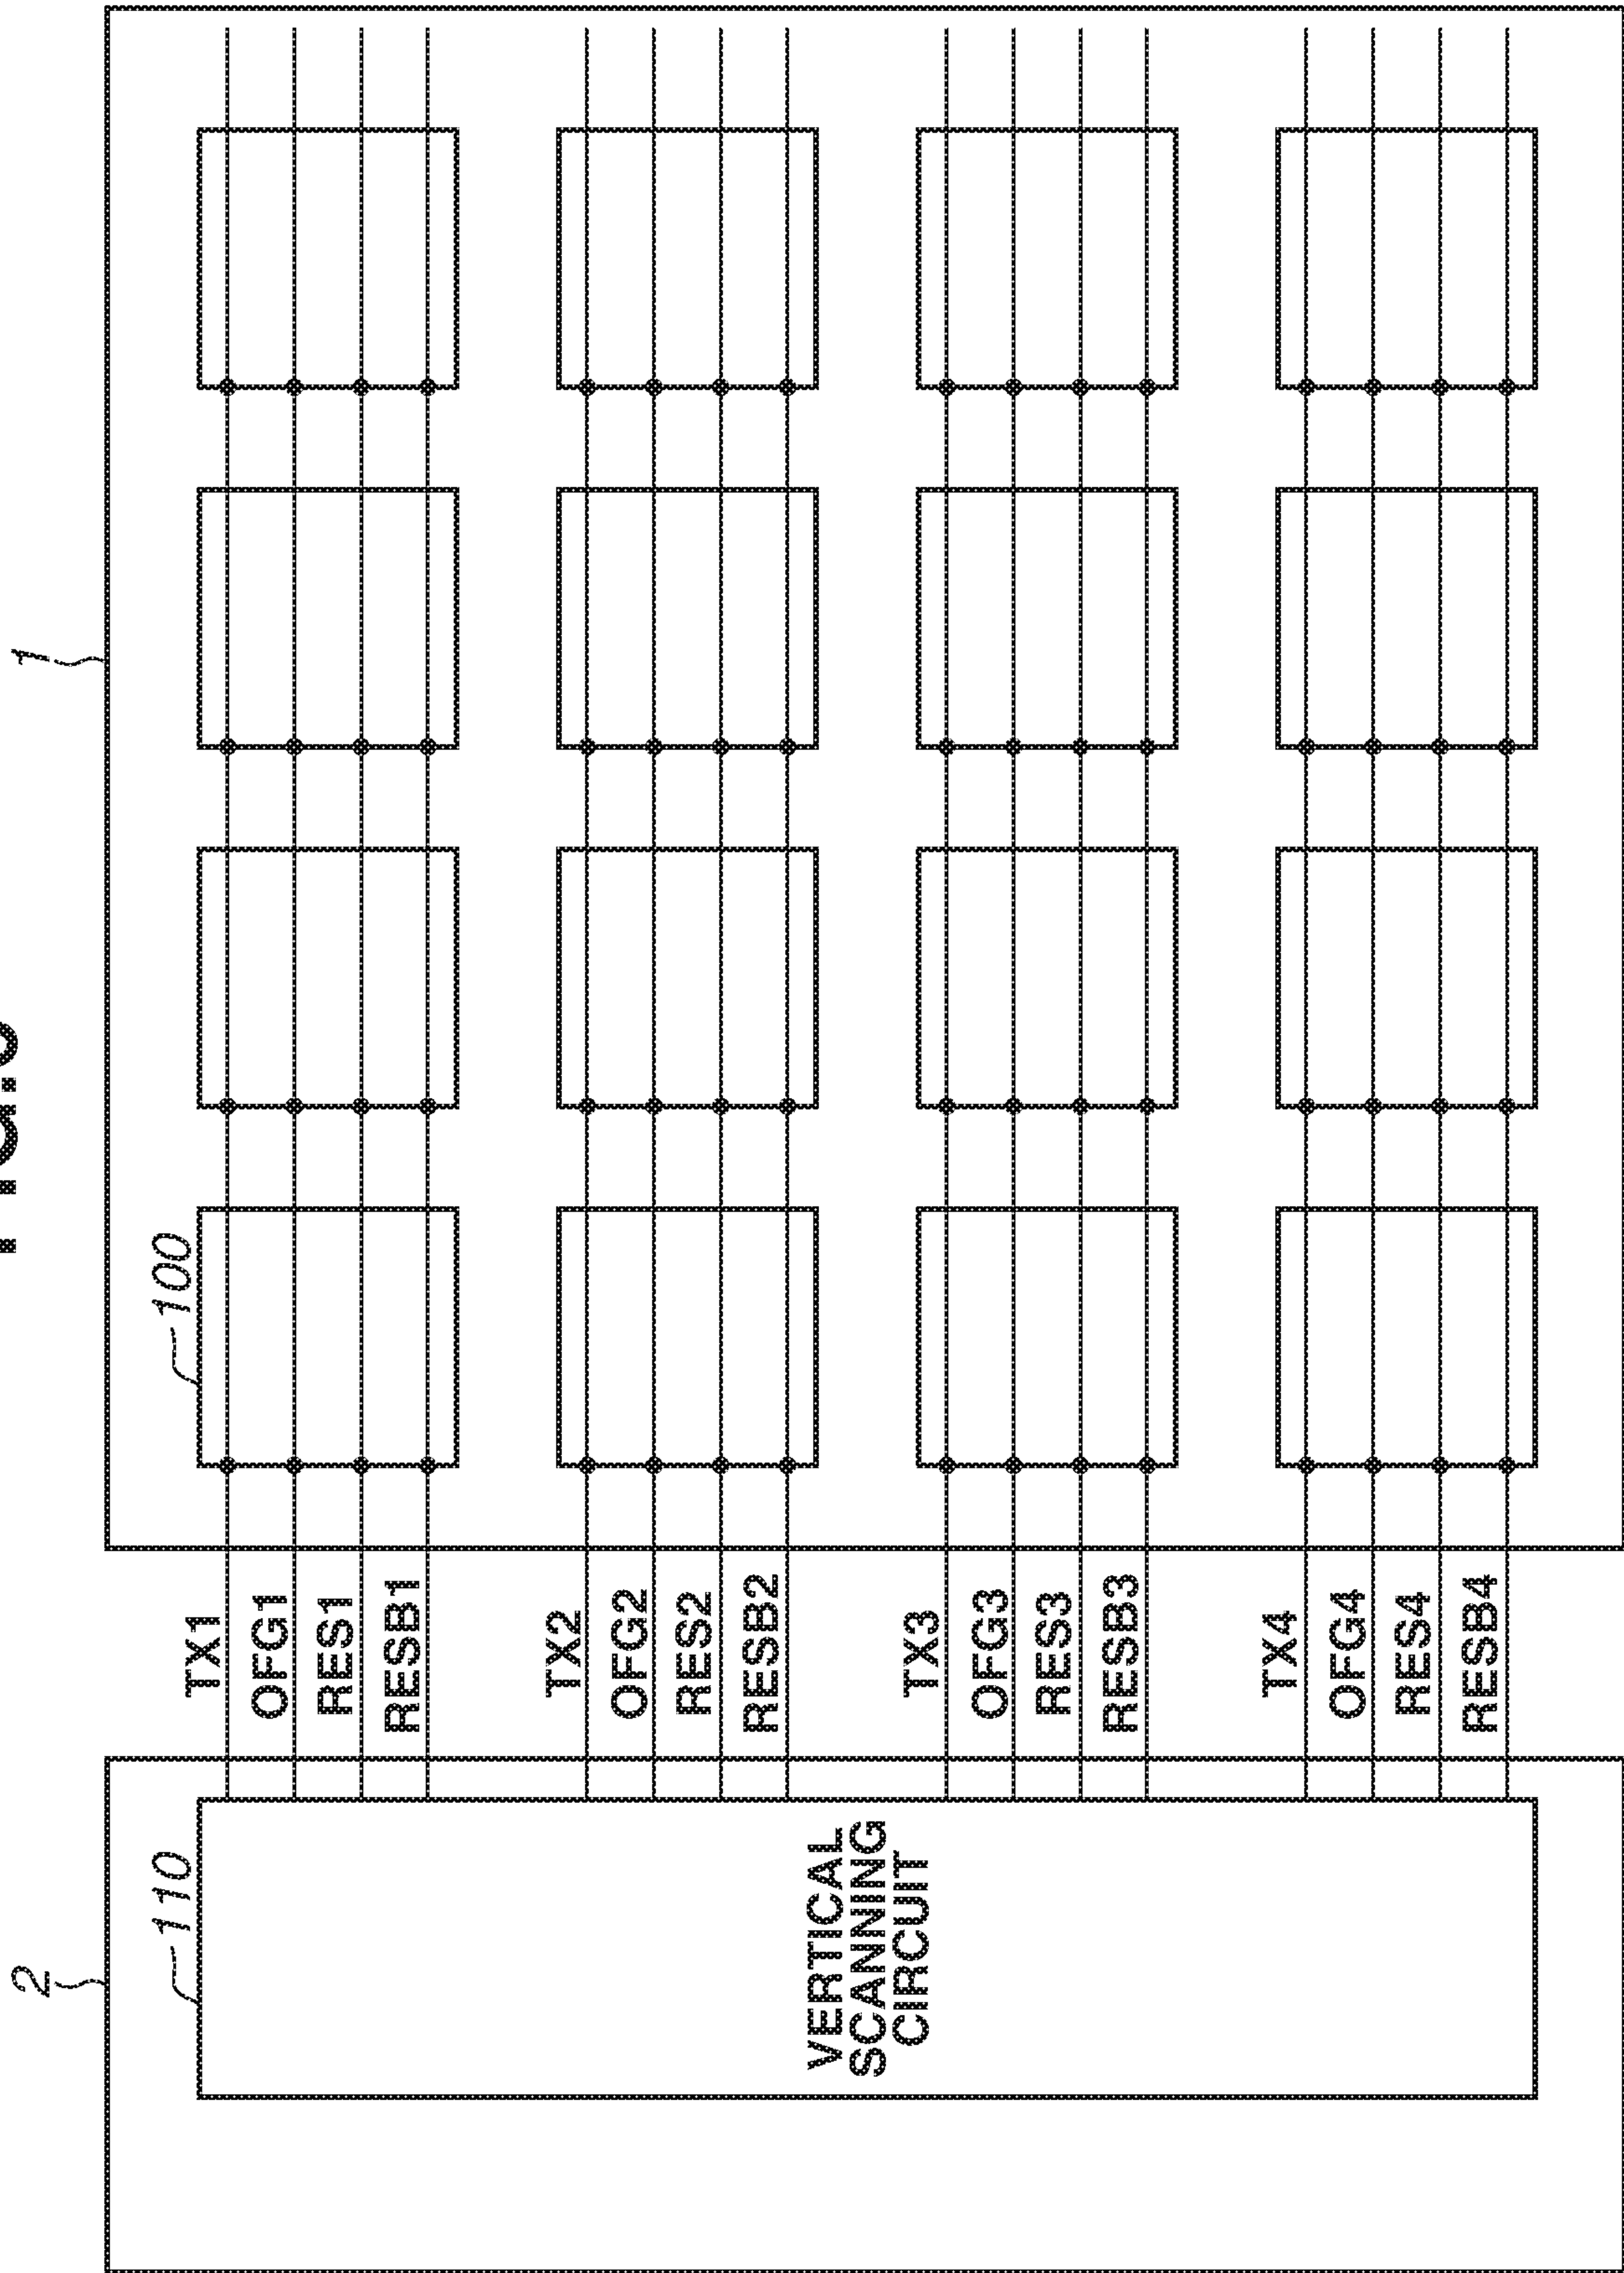 2
1
110
100
TX1
OFG1
RES1
RESB1
TX2
OFG2
RES2
RESB2
VERTICAL
SCANNING
CIRCUIT
TX3
OFG3
RES3
RESB3
TX4
OFG4
RES4
RESB4